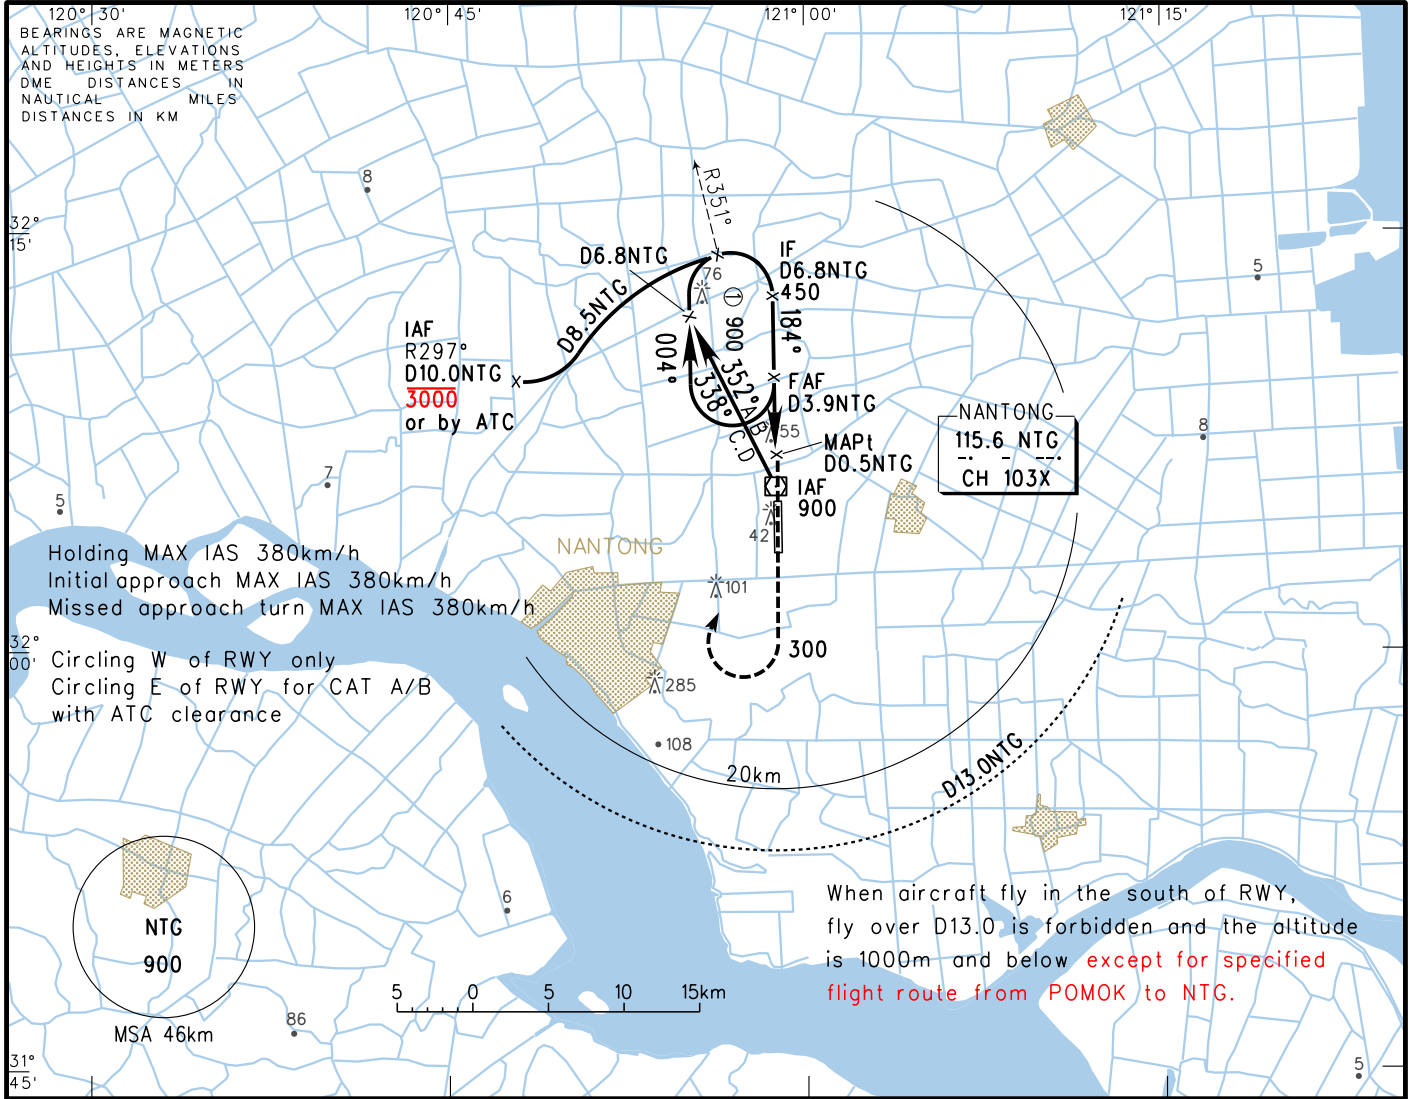 120° 30'
120° 45'
121° 00'
121° 15'
BEARINGS ARE MAGNETIC
ALTITUDES, ELEVATIONS
AND HEIGHTS IN METERS
DME DISTANCES IN
NAUTICAL MILES
DISTANCES IN KM
8
32°
15'
R351°
D6.8NTG
IF
D6.8NTG
450
76
① 900
184°
5
D8.5NTG
IAF
R297°
D10.0NTG
3000
or by ATC
004°
352° A.B
338° C.D
FAF
D3.9NTG
55
MAPt
D0.5NTG
NANTONG
115.6 NTG
-· - --·
CH 103X
8
7
5
IAF
900
42
NANTONG
101
Holding MAX IAS 380km/h
Initial approach MAX IAS 380km/h
Missed approach turn MAX IAS 380km/h
32°
00'
Circling W of RWY only
Circling E of RWY for CAT A/B
with ATC clearance
300
285
108
20km
D13.0NTG
NTG
900
MSA 46km
6
86
5 0 5 10 15km
When aircraft fly in the south of RWY,
fly over D13.0 is forbidden and the altitude
is 1000m and below except for specified
flight route from POMOK to NTG.
31°
45'
5